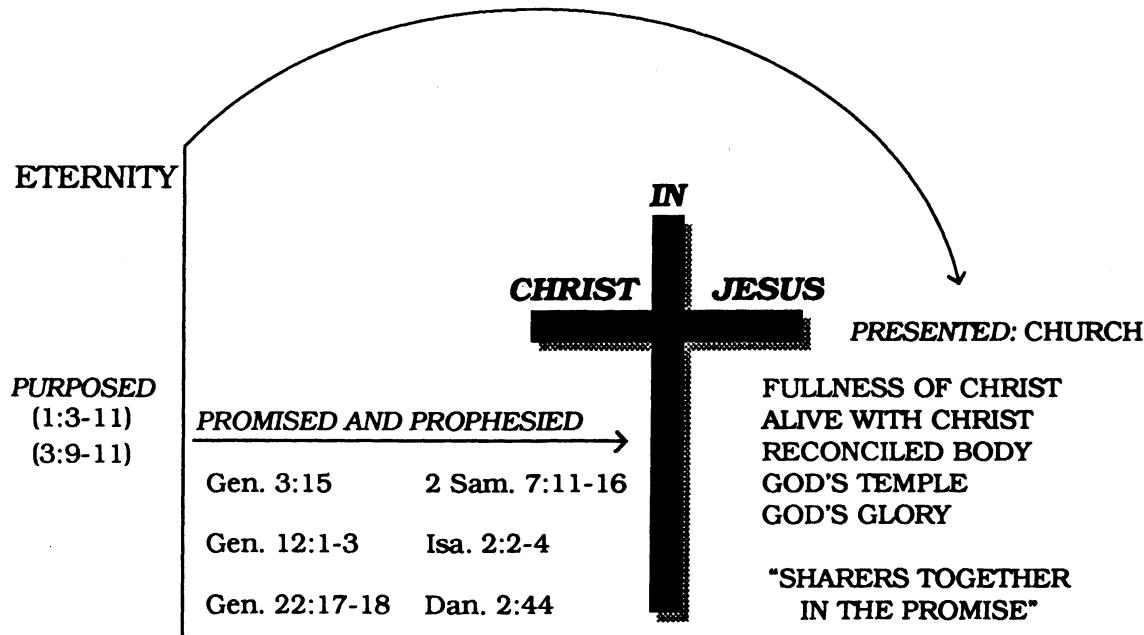 ETERNITY
PURPOSED
(1:3-11)
(3:9-11)
PROMISED AND PROPHESIED
Gen. 3:15 2 Sam. 7:11-16
Gen. 12:1-3 Isa. 2:2-4
Gen. 22:17-18 Dan. 2:44
IN
CHRIST JESUS
PRESENTED: CHURCH
FULLNESS OF CHRIST
ALIVE WITH CHRIST
RECONCILED BODY
GOD'S TEMPLE
GOD'S GLORY
"SHARERS TOGETHER
IN THE PROMISE"